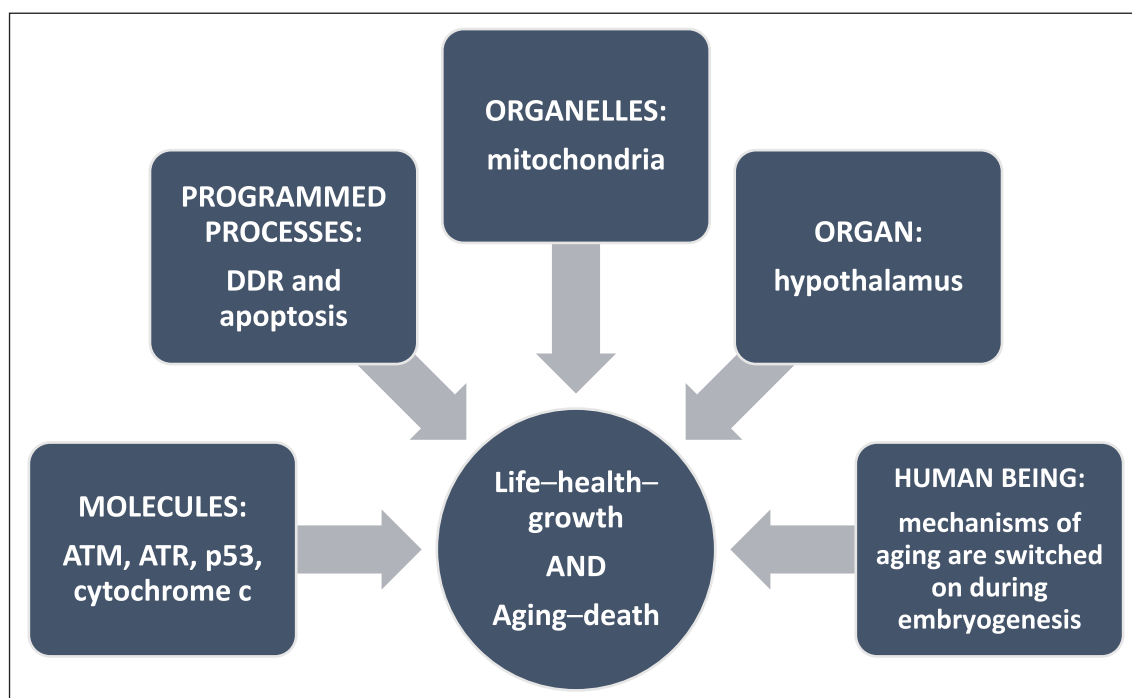 ORGANELLES:
mitochondria
PROGRAMMED
PROCESSES:
DDR and
apoptosis
ORGAN:
hypothalamus
MOLECULES:
ATM, ATR, p53,
cytochrome c
Life–health–
growth
AND
Aging–death
HUMAN BEING:
mechanisms of
aging are switched
on during
embryogenesis